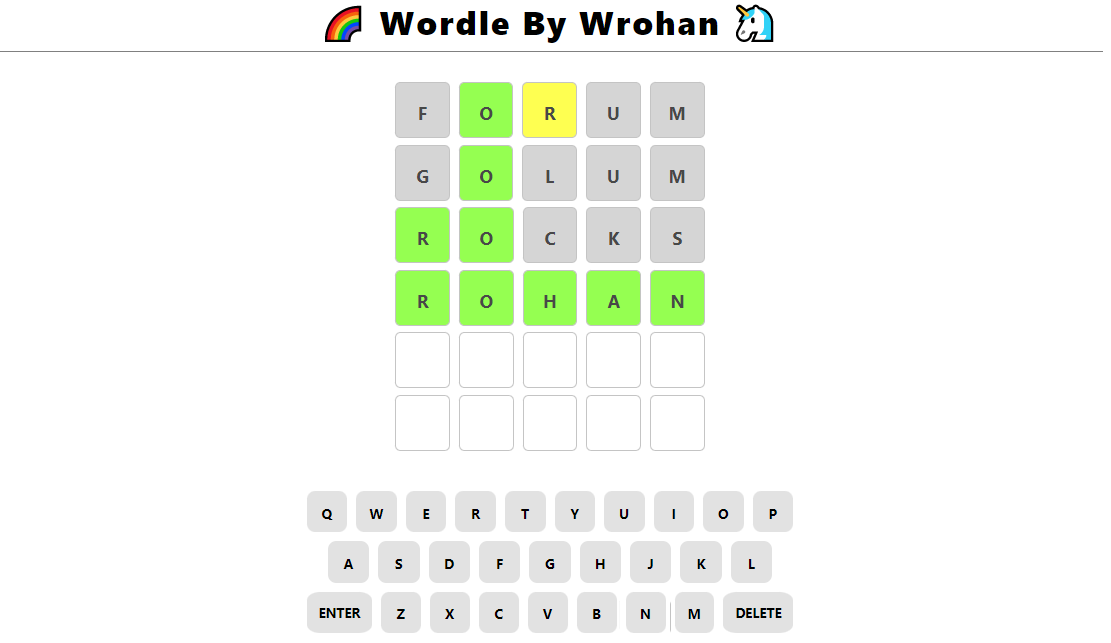 Wordle By Wrohan
F O R U M
G O L U M
R O C K S
R O H A N
Q W E R T Y U I O P
A S D F G H J K L
ENTER Z X C V B N M DELETE